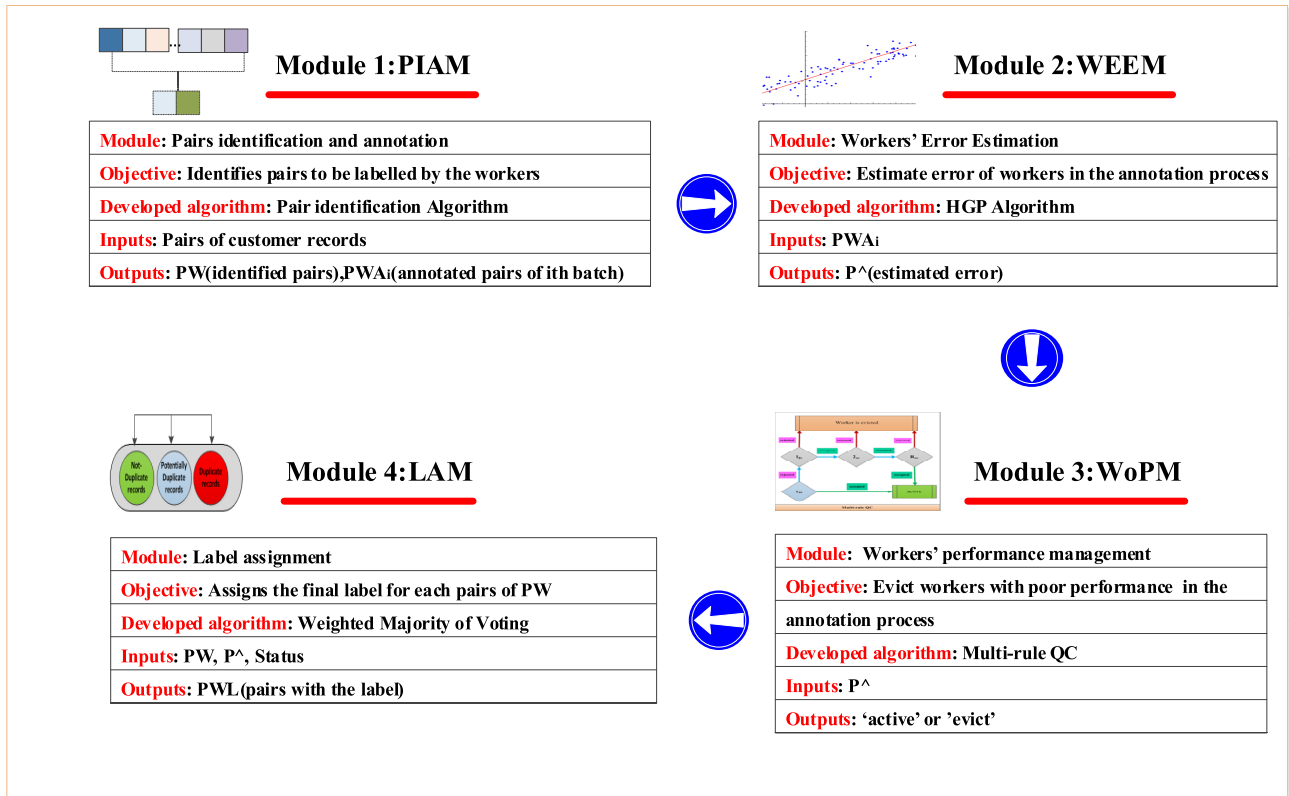 Module 1:PIAM
Module: Pairs identification and annotation
Objective: Identifies pairs to be labelled by the workers
Developed algorithm: Pair identification Algorithm
Inputs: Pairs of customer records
Outputs: PW(identified pairs),PWAi(annotated pairs of ith batch)
Module 2:WEEM
Module: Workers’ Error Estimation
Objective: Estimate error of workers in the annotation process
Developed algorithm: HGP Algorithm
Inputs: PWAi
Outputs: P^(estimated error)
Worker is evicted
Multi-rule QC
Module 3:WoPM
Module: Workers’ performance management
Objective: Evict workers with poor performance in the
annotation process
Developed algorithm: Multi-rule QC
Inputs: P^
Outputs: ‘active’ or ’evict’
Not-
Duplicate
records
Potentially
Duplicate
records
Duplicate
records
Module 4:LAM
Module: Label assignment
Objective: Assigns the final label for each pairs of PW
Developed algorithm: Weighted Majority of Voting
Inputs: PW, P^, Status
Outputs: PWL(pairs with the label)